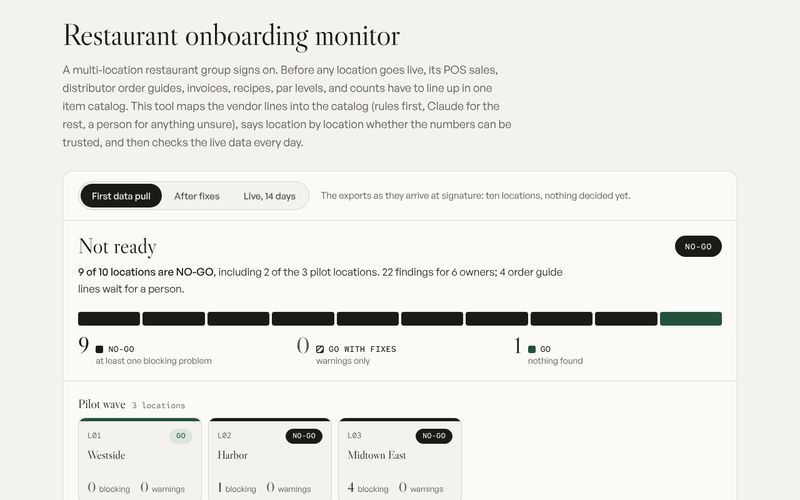 Restaurant onboarding monitor
A multi-location restaurant group signs on. Before any location goes live, its POS sales,
distributor order guides, invoices, recipes, par levels, and counts have to line up in one
item catalog. This tool maps the vendor lines into the catalog (rules first, Claude for the
rest, a person for anything unsure), says location by location whether the numbers can be
trusted, and then checks the live data every day.
First data pull After fixes Live, 14 days The exports as they arrive at signature: ten locations, nothing decided yet.
Not ready NO-GO
9 of 10 locations are NO-GO, including 2 of the 3 pilot locations. 22 findings for 6 owners; 4 order guide
lines wait for a person.
9 NO-GO 0 GO WITH FIXES 1 GO
at least one blocking problem warnings only nothing found
Pilot wave 3 locations
L01 GO L02 NO-GO L03 NO-GO
Westside Harbor Midtown East
0 blocking 0 warnings 1 blocking 0 warnings 4 blocking 0 warnings